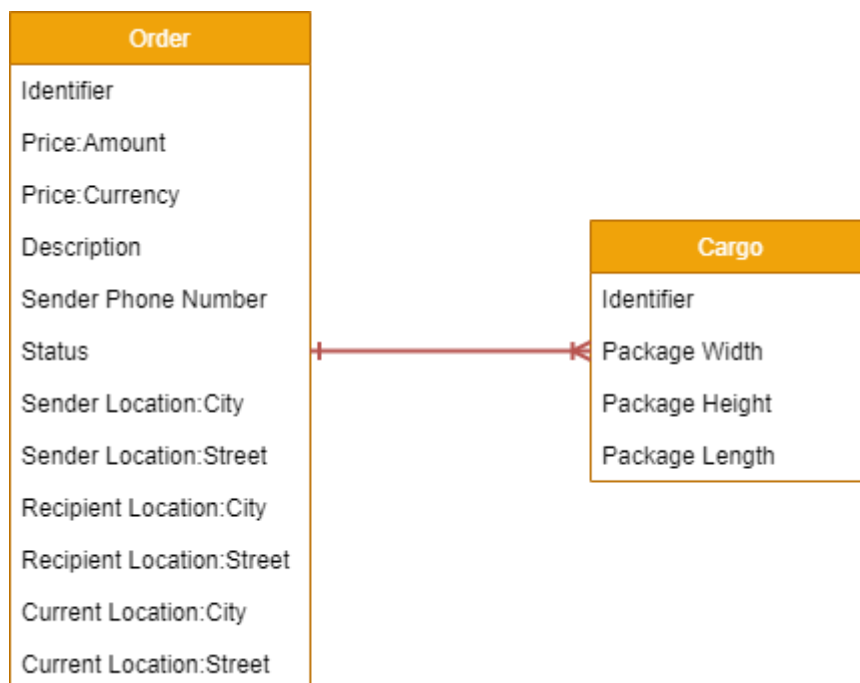 Order
Identifier
Price:Amount
Price:Currency
Description
Sender Phone Number
Status
Sender Location:City
Sender Location:Street
Recipient Location:City
Recipient Location:Street
Current Location:City
Current Location:Street
Cargo
Identifier
Package Width
Package Height
Package Length